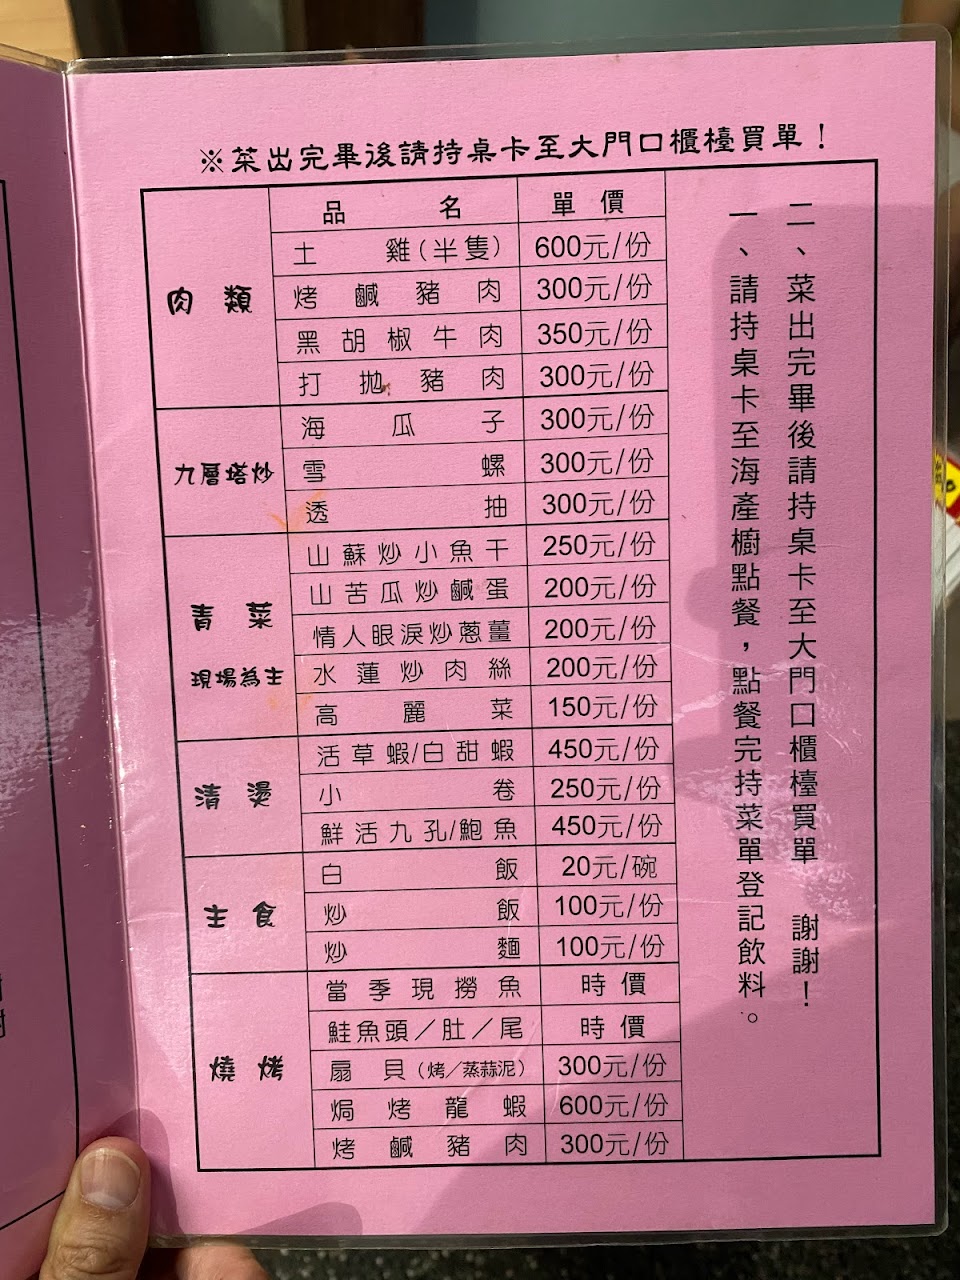 ※菜出完畢後請持桌卡至大門口櫃檯買單！
品名 單價
肉類
土雞(半隻) 600元/份
烤鹹豬肉 300元/份
黑胡椒牛肉 350元/份
打拋豬肉 300元/份
九層塔炒
海瓜子 300元/份
雪螺 300元/份
透抽 300元/份
青菜
現場為主
山蘇炒小魚干 250元/份
山苦瓜炒鹹蛋 200元/份
情人眼淚炒蔥薑 200元/份
水蓮炒肉絲 200元/份
高麗菜 150元/份
清燙
活草蝦/白甜蝦 450元/份
小卷 250元/份
鮮活九孔/鮑魚 450元/份
主食
白飯 20元/碗
炒飯 100元/份
炒麵 100元/份
燒烤
當季現撈魚 時價
鮭魚頭／肚／尾 時價
扇貝(烤／蒸蒜泥) 300元/份
焗烤龍蝦 600元/份
烤鹹豬肉 300元/份
一、請持桌卡至海產櫥點餐，點餐完持菜單登記飲料。
二、菜出完畢後請持桌卡至大門口櫃檯買單 謝謝！